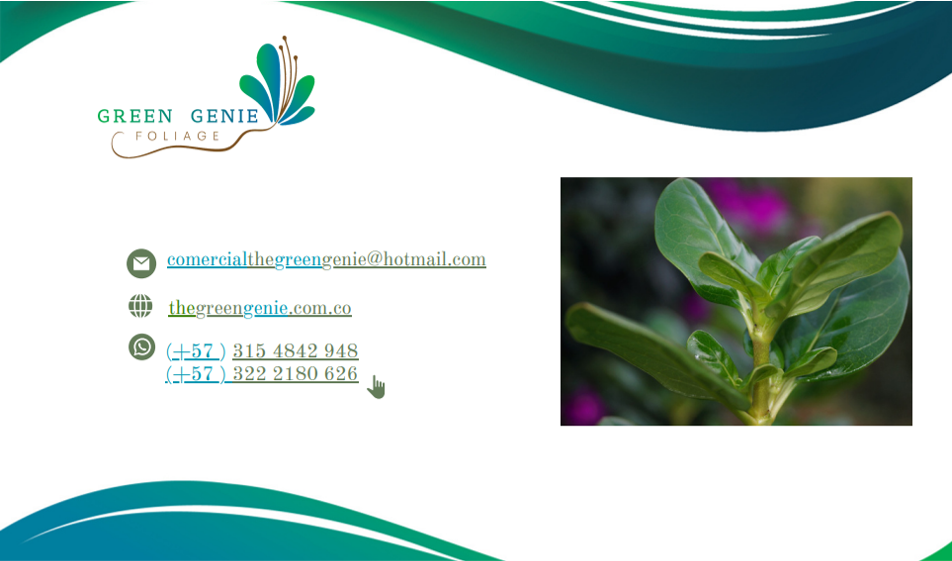 GREEN GENIE
FOLIAGE
comercialthegreengenie@hotmail.com
thegreengenie.com.co
(+57 ) 315 4842 948
(+57 ) 322 2180 626